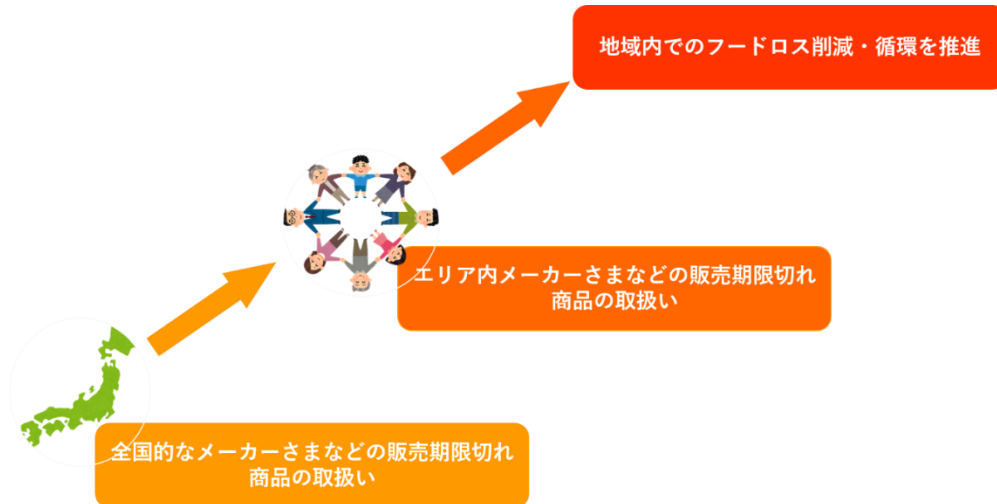 地域内でのフードロス削減・循環を推進
エリア内メーカーさまなどの販売期限切れ
商品の取扱い
全国的なメーカーさまなどの販売期限切れ
商品の取扱い